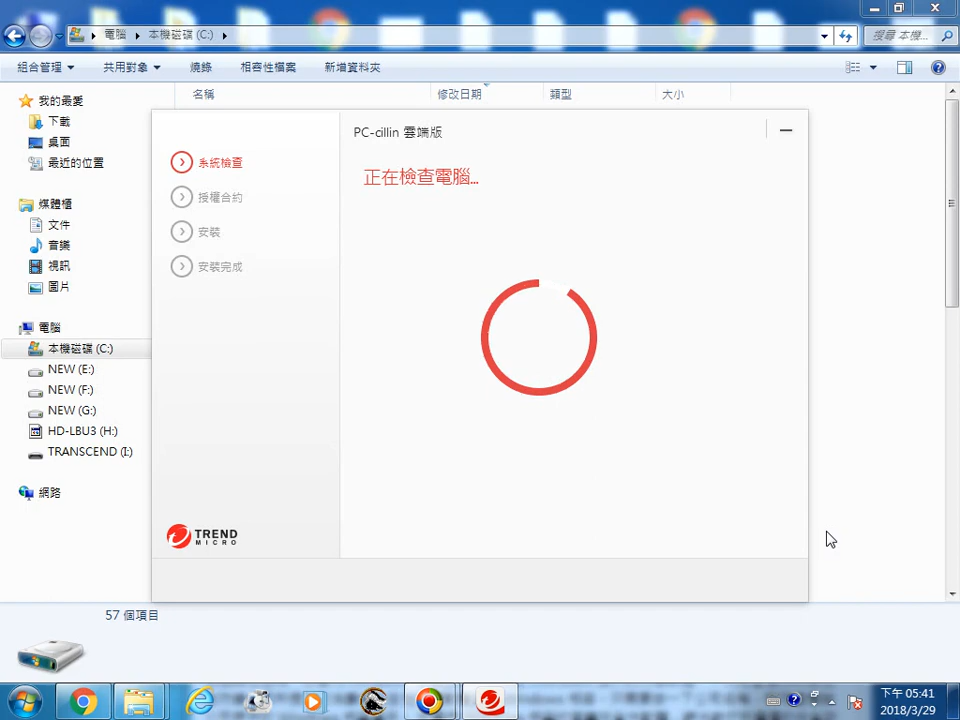 電腦 本機磁碟 (C:)
搜尋 本機...
組合管理 共用對象 燒錄 相容性檔案 新增資料夾
名稱 修改日期 類型 大小
我的最愛
下載
桌面
最近的位置
媒體櫃
文件
音樂
視訊
圖片
電腦
本機磁碟 (C:)
NEW (E:)
NEW (F:)
NEW (G:)
HD-LBU3 (H:)
TRANSCEND (I:)
網路
PC-cillin 雲端版
正在檢查電腦...
系統檢查
授權合約
安裝
安裝完成
TREND
MICRO
57 個項目
下午 05:41
2018/3/29